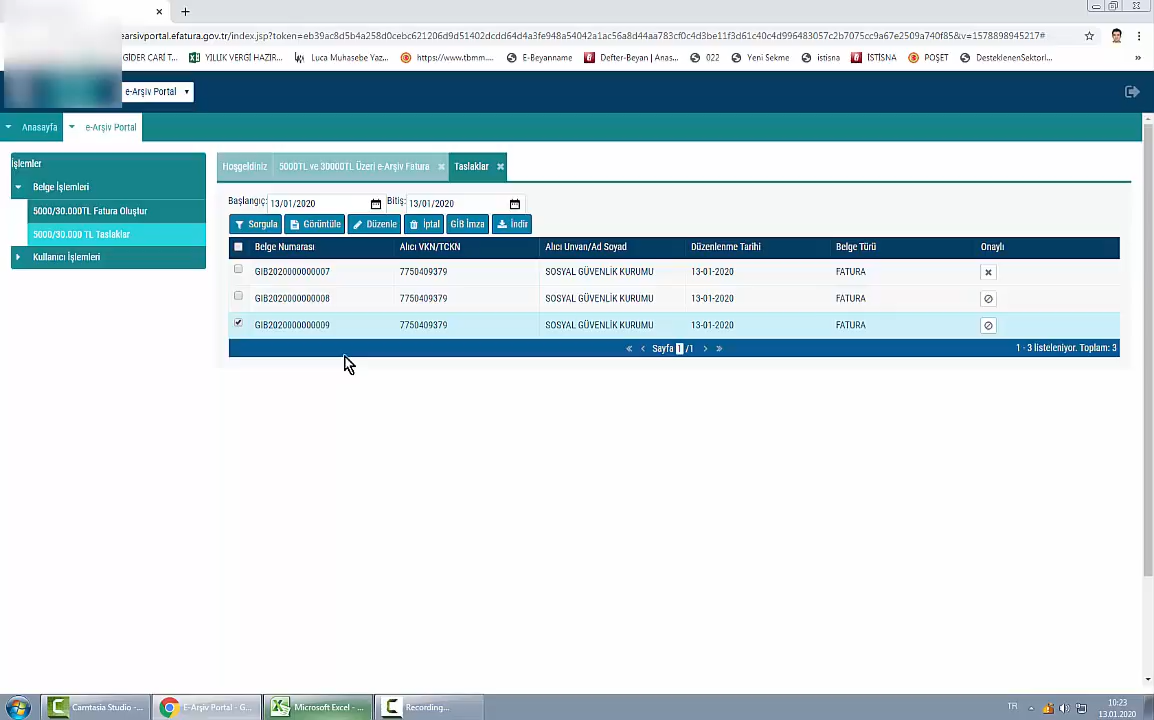 earsivportal.efatura.gov.tr/index.jsp?token=eb39ac8d5b4a258d0cebc621206d9d51402dcdd64d4a3fe948a54042a1ac56a8d44aa783cf0c4d3be11f3d61c40c4d996483057c2b7075cc9a67e2509a740f85&v=1578898945217#
GİDER CARİ T...
YILLIK VERGİ HAZIR...
Luca Muhasebe Yaz...
https://www.tbmm....
E-Beyanname
Defter-Beyan | Anas...
022
Yeni Sekme
istisna
İSTİSNA
POŞET
DesteklenenSektorl...
»
e-Arşiv Portal
Anasayfa
e-Arşiv Portal
İşlemler
Belge İşlemleri
5000/30.000TL Fatura Oluştur
5000/30.000 TL Taslaklar
Kullanıcı İşlemleri
Hoşgeldiniz
5000TL ve 30000TL Üzeri e-Arşiv Fatura
Taslaklar
Başlangıç: 13/01/2020 Bitiş: 13/01/2020
Sorgula Görüntüle Düzenle İptal GİB İmza İndir
Belge Numarası Alıcı VKN/TCKN Alıcı Unvan/Ad Soyad Düzenlenme Tarihi Belge Türü Onaylı
GIB2020000000007 7750409379 SOSYAL GÜVENLİK KURUMU 13-01-2020 FATURA
GIB2020000000008 7750409379 SOSYAL GÜVENLİK KURUMU 13-01-2020 FATURA
GIB2020000000009 7750409379 SOSYAL GÜVENLİK KURUMU 13-01-2020 FATURA
« ‹ Sayfa 1 /1 › » 1 - 3 listeleniyor. Toplam: 3
Camtasia Studio -...
E-Arşiv Portal - G...
Microsoft Excel - ...
Recording...
TR
10:23
13.01.2020